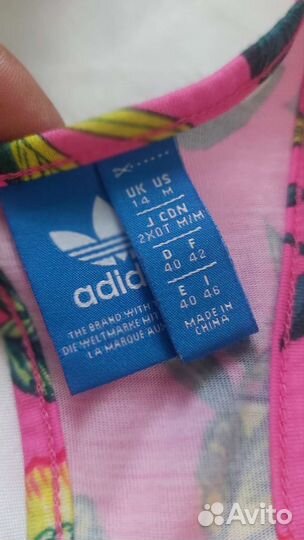 adidas
THE BRAND WITH
DIE WELTMARKE MIT
LA MARQUE AUX
UK US
14 M
J CDN
2XOT M/M
D F
40 42
E I
40 46
MADE IN
CHINA
Avito